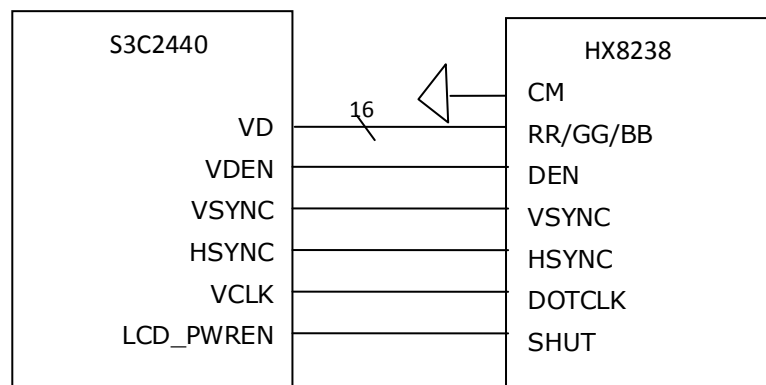 S3C2440
VD
VDEN
VSYNC
HSYNC
VCLK
LCD_PWREN
16
HX8238
CM
RR/GG/BB
DEN
VSYNC
HSYNC
DOTCLK
SHUT